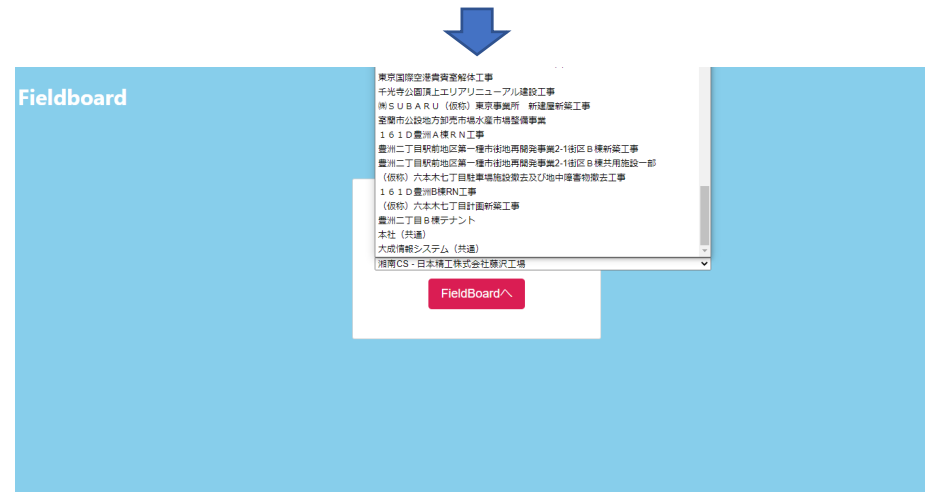 Fieldboard
東京国際空港貴賓室解体工事
千光寺公園頂上エリアリニューアル建設工事
㈱ＳＵＢＡＲＵ（仮称）東京事業所　新建屋新築工事
室蘭市公設地方卸売市場水産市場整備事業
１６１Ｄ豊洲Ａ棟ＲＮ工事
豊洲二丁目駅前地区第一種市街地再開発事業2-1街区Ｂ棟新築工事
豊洲二丁目駅前地区第一種市街地再開発事業2-1街区Ｂ棟共用施設一部
（仮称）六本木七丁目駐車場施設撤去及び地中障害物撤去工事
１６１Ｄ豊洲B棟RN工事
（仮称）六本木七丁目計画新築工事
豊洲二丁目Ｂ棟テナント
本社（共通）
大成情報システム（共通）
湘南CS - 日本精工株式会社藤沢工場
FieldBoardへ